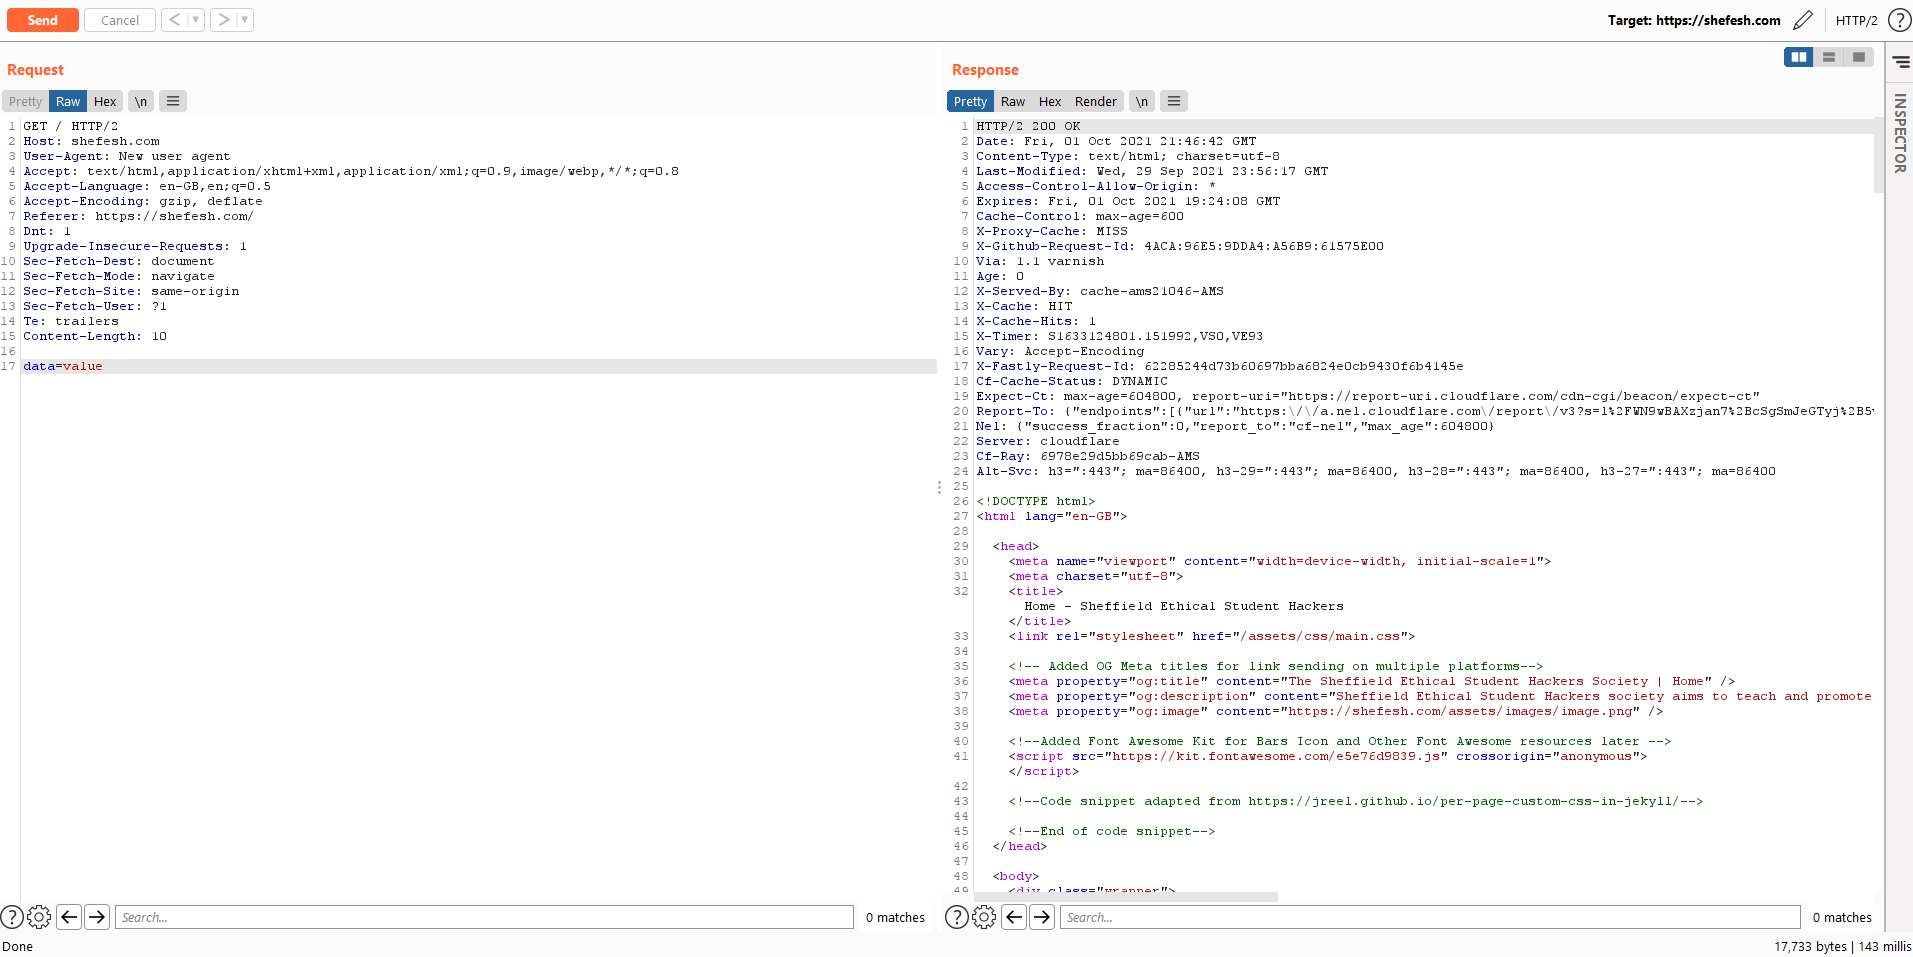 Send Cancel < > Target: https://shefesh.com HTTP/2 ?
Request
Pretty Raw Hex \n
1 GET / HTTP/2
2 Host: shefesh.com
3 User-Agent: New user agent
4 Accept: text/html,application/xhtml+xml,application/xml;q=0.9,image/webp,*/*;q=0.8
5 Accept-Language: en-GB,en;q=0.5
6 Accept-Encoding: gzip, deflate
7 Referer: https://shefesh.com/
8 Dnt: 1
9 Upgrade-Insecure-Requests: 1
10 Sec-Fetch-Dest: document
11 Sec-Fetch-Mode: navigate
12 Sec-Fetch-Site: same-origin
13 Sec-Fetch-User: ?1
14 Te: trailers
15 Content-Length: 10
16
17 data=value
? Search... 0 matches
Response
Pretty Raw Hex Render \n
INSPECTOR
1 HTTP/2 200 OK
2 Date: Fri, 01 Oct 2021 21:46:42 GMT
3 Content-Type: text/html; charset=utf-8
4 Last-Modified: Wed, 29 Sep 2021 23:56:17 GMT
5 Access-Control-Allow-Origin: *
6 Expires: Fri, 01 Oct 2021 19:24:08 GMT
7 Cache-Control: max-age=600
8 X-Proxy-Cache: MISS
9 X-Github-Request-Id: 4ACA:96E5:9DDA4:A56B9:61575E00
10 Via: 1.1 varnish
11 Age: 0
12 X-Served-By: cache-ams21046-AMS
13 X-Cache: HIT
14 X-Cache-Hits: 1
15 X-Timer: S1633124801.151992,VS0,VE93
16 Vary: Accept-Encoding
17 X-Fastly-Request-Id: 62285244d73b60697bba6824e0cb9430f6b4145e
18 Cf-Cache-Status: DYNAMIC
19 Expect-Ct: max-age=604800, report-uri="https://report-uri.cloudflare.com/cdn-cgi/beacon/expect-ct"
20 Report-To: {"endpoints":[{"url":"https:\/\/a.nel.cloudflare.com\/report\/v3?s=l%2FWN9wBAXzjan7%2BcSgSmJeGTyj%2B5
21 Nel: {"success_fraction":0,"report_to":"cf-nel","max_age":604800}
22 Server: cloudflare
23 Cf-Ray: 6978e29d5bb69cab-AMS
24 Alt-Svc: h3=":443"; ma=86400, h3-29=":443"; ma=86400, h3-28=":443"; ma=86400, h3-27=":443"; ma=86400
25
26 <!DOCTYPE html>
27 <html lang="en-GB">
28
29 <head>
30 <meta name="viewport" content="width=device-width, initial-scale=1">
31 <meta charset="utf-8">
32 <title>
Home - Sheffield Ethical Student Hackers
</title>
33 <link rel="stylesheet" href="/assets/css/main.css">
34
35 <!-- Added OG Meta titles for link sending on multiple platforms-->
36 <meta property="og:title" content="The Sheffield Ethical Student Hackers Society | Home" />
37 <meta property="og:description" content="Sheffield Ethical Student Hackers society aims to teach and promote
38 <meta property="og:image" content="https://shefesh.com/assets/images/image.png" />
39
40 <!--Added Font Awesome Kit for Bars Icon and Other Font Awesome resources later -->
41 <script src="https://kit.fontawesome.com/e5e76d9839.js" crossorigin="anonymous">
</script>
42
43 <!--Code snippet adapted from https://jreel.github.io/per-page-custom-css-in-jekyll/-->
44
45 <!--End of code snippet-->
46 </head>
47
48 <body>
49 <div class="wrapper">
? Search... 0 matches
Done 17,733 bytes | 143 millis